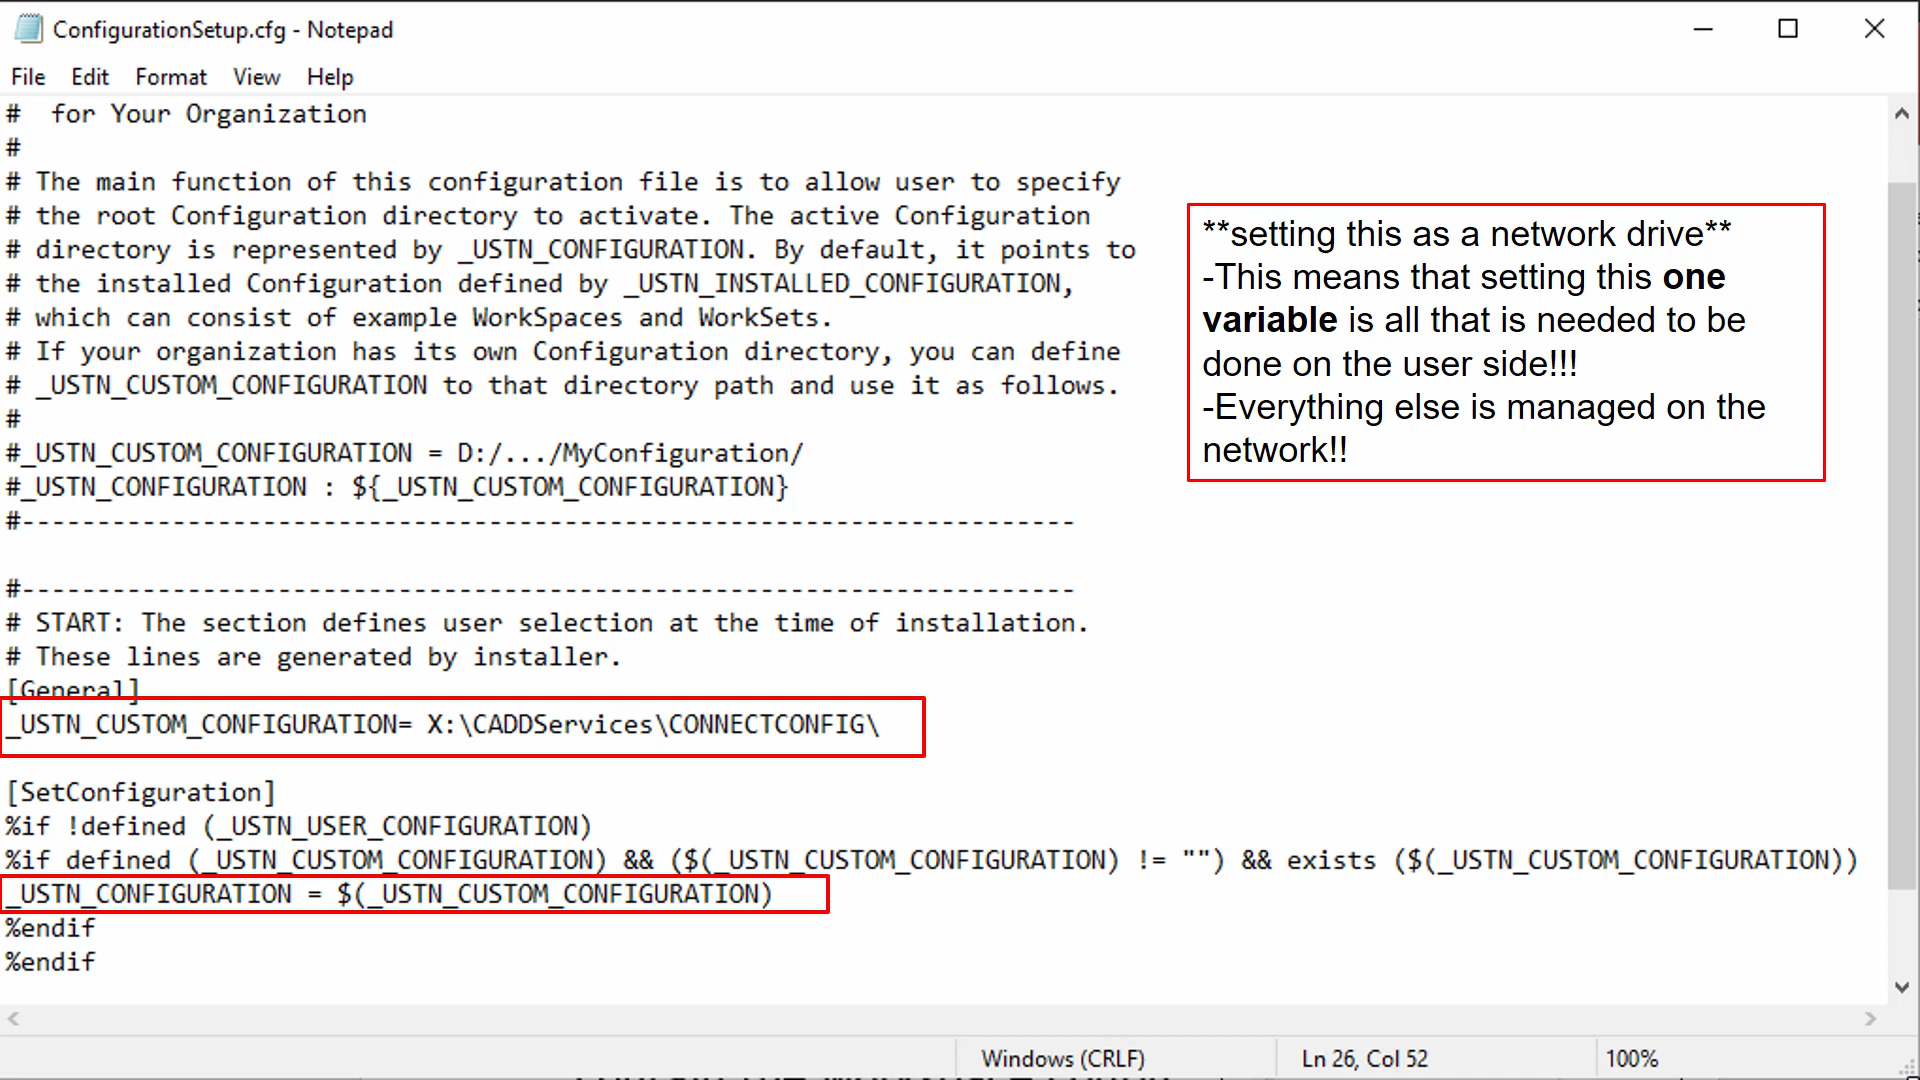 ConfigurationSetup.cfg - Notepad
File Edit Format View Help
#  for Your Organization
#
# The main function of this configuration file is to allow user to specify
# the root Configuration directory to activate. The active Configuration
# directory is represented by _USTN_CONFIGURATION. By default, it points to
# the installed Configuration defined by _USTN_INSTALLED_CONFIGURATION,
# which can consist of example WorkSpaces and WorkSets.
# If your organization has its own Configuration directory, you can define
# _USTN_CUSTOM_CONFIGURATION to that directory path and use it as follows.
#
#_USTN_CUSTOM_CONFIGURATION = D:/.../MyConfiguration/
#_USTN_CONFIGURATION : ${_USTN_CUSTOM_CONFIGURATION}
#----------------------------------------------------------------------
#----------------------------------------------------------------------
# START: The section defines user selection at the time of installation.
# These lines are generated by installer.
[General]
_USTN_CUSTOM_CONFIGURATION= X:\CADDServices\CONNECTCONFIG\
[SetConfiguration]
%if !defined (_USTN_USER_CONFIGURATION)
%if defined (_USTN_CUSTOM_CONFIGURATION) && ($(_USTN_CUSTOM_CONFIGURATION) != "") && exists ($(_USTN_CUSTOM_CONFIGURATION))
_USTN_CONFIGURATION = $(_USTN_CUSTOM_CONFIGURATION)
%endif
%endif
**setting this as a network drive**
-This means that setting this one
variable is all that is needed to be
done on the user side!!!
-Everything else is managed on the
network!!
Windows (CRLF) Ln 26, Col 52 100%